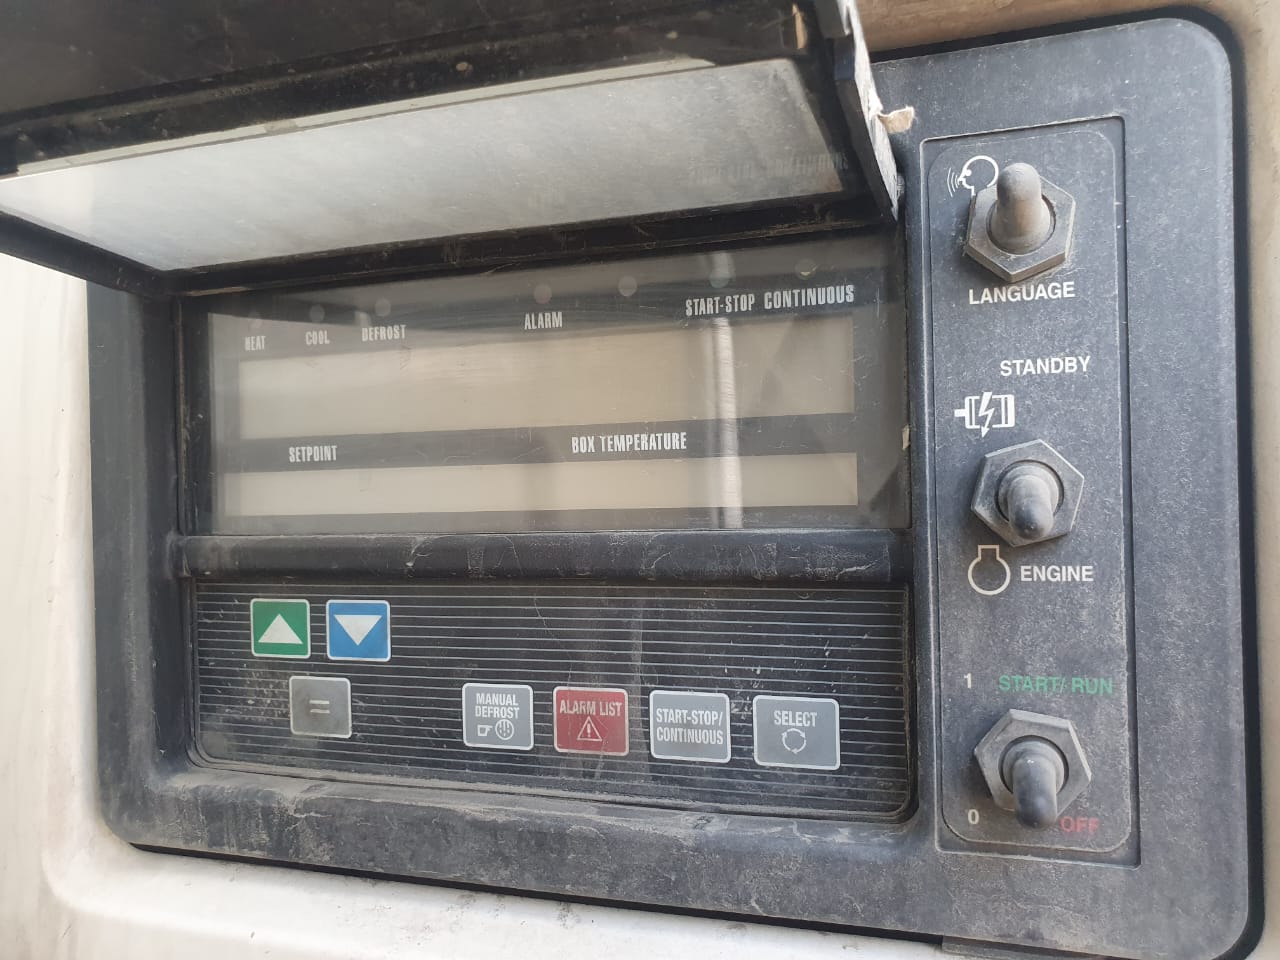 START-STOP CONTINUOUS
HEAT
COOL
DEFROST
ALARM
SETPOINT
BOX TEMPERATURE
=
MANUAL
DEFROST
ALARM LIST
START-STOP/
CONTINUOUS
SELECT
LANGUAGE
STANDBY
ENGINE
1 START/RUN
0 OFF